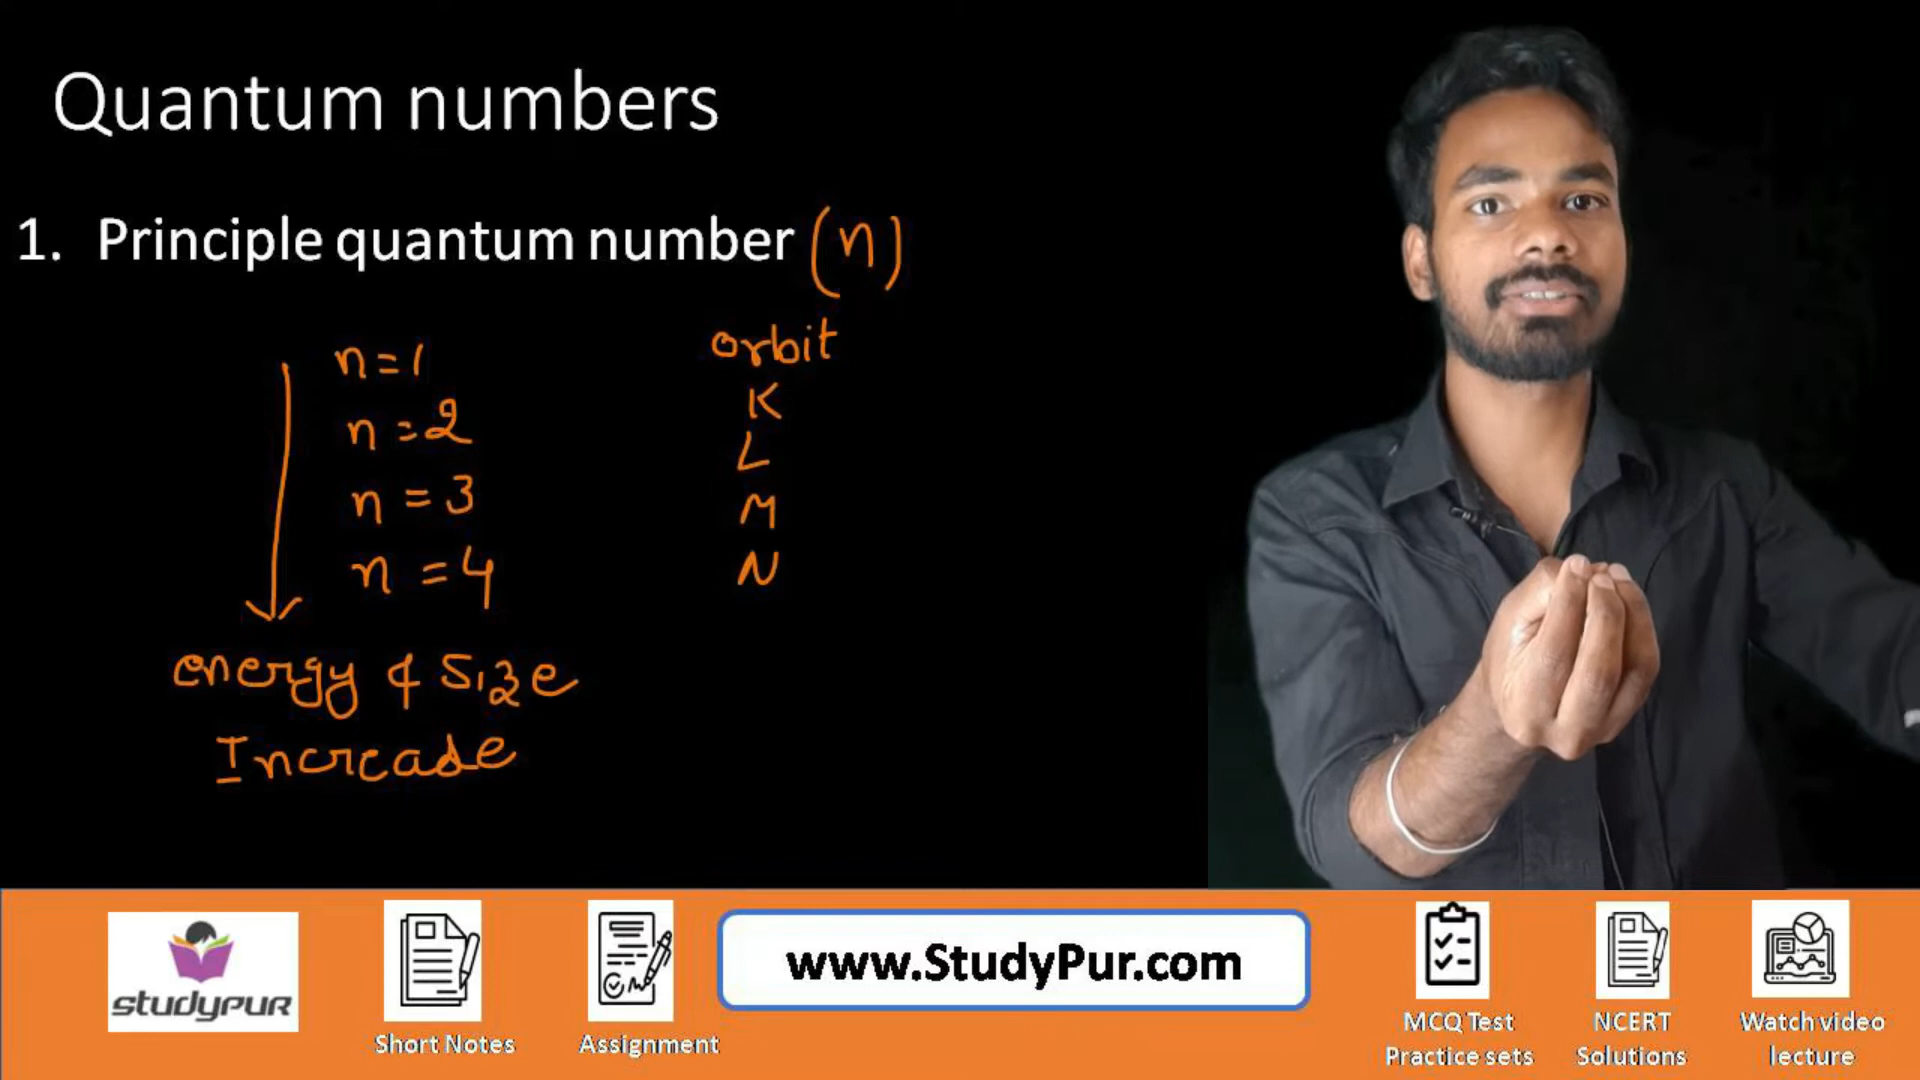 Quantum numbers
1. Principle quantum number (n)
n=1
n=2
n=3
n=4
orbit
K
L
M
N
energy & Size
Increase
studypur
Short Notes
Assignment
www.StudyPur.com
MCQ Test
Practice sets
NCERT
Solutions
Watch video
lecture